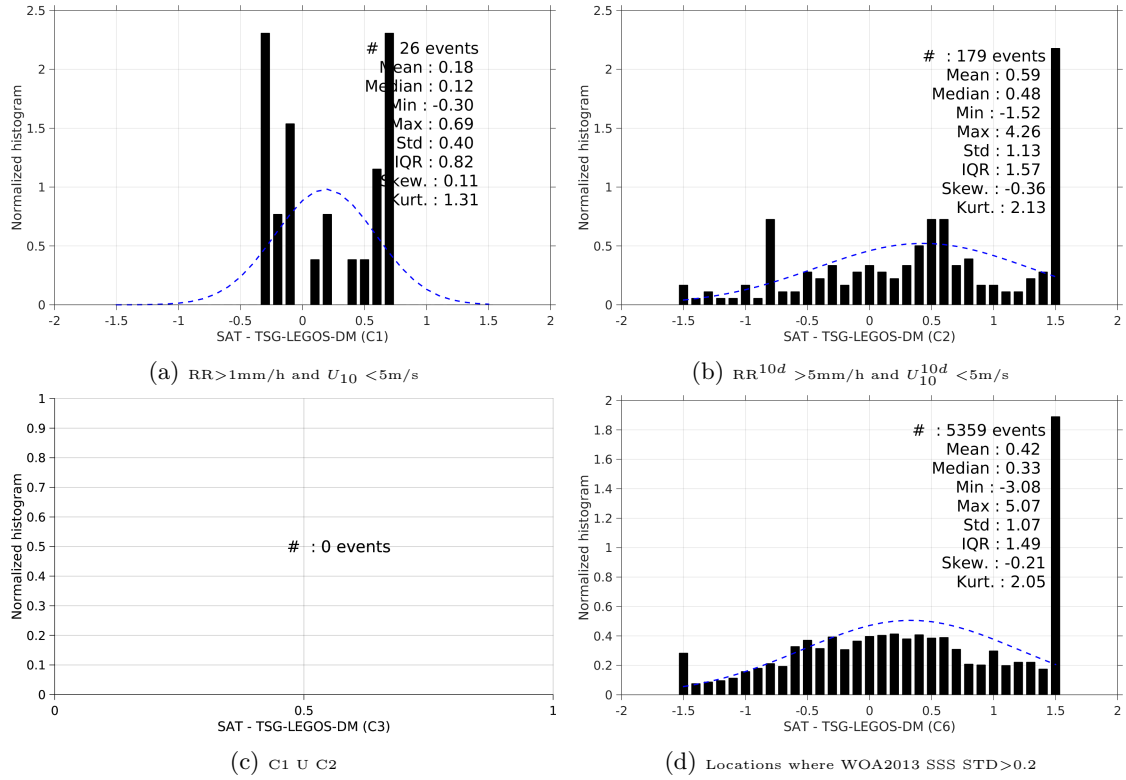 2.5
2
1.5
1
0.5
0
-2
-1.5
-1
-0.5
0
0.5
1
1.5
2
Normalized histogram
# : 26 events
Mean : 0.18
Median : 0.12
Min : -0.30
Max : 0.69
Std : 0.40
IQR : 0.82
Skew. : 0.11
Kurt. : 1.31
SAT - TSG-LEGOS-DM (C1)
(a) RR>1mm/h and U10 <5m/s
2.5
2
1.5
1
0.5
0
-2
-1.5
-1
-0.5
0
0.5
1
1.5
2
Normalized histogram
# : 179 events
Mean : 0.59
Median : 0.48
Min : -1.52
Max : 4.26
Std : 1.13
IQR : 1.57
Skew. : -0.36
Kurt. : 2.13
SAT - TSG-LEGOS-DM (C2)
(b) RR10d >5mm/h and U10d10 <5m/s
1
0.9
0.8
0.7
0.6
0.5
0.4
0.3
0.2
0.1
0
0
0.5
1
Normalized histogram
# : 0 events
SAT - TSG-LEGOS-DM (C3)
(c) C1 U C2
2
1.8
1.6
1.4
1.2
1
0.8
0.6
0.4
0.2
0
-2
-1.5
-1
-0.5
0
0.5
1
1.5
2
Normalized histogram
# : 5359 events
Mean : 0.42
Median : 0.33
Min : -3.08
Max : 5.07
Std : 1.07
IQR : 1.49
Skew. : -0.21
Kurt. : 2.05
SAT - TSG-LEGOS-DM (C6)
(d) Locations where WOA2013 SSS STD>0.2